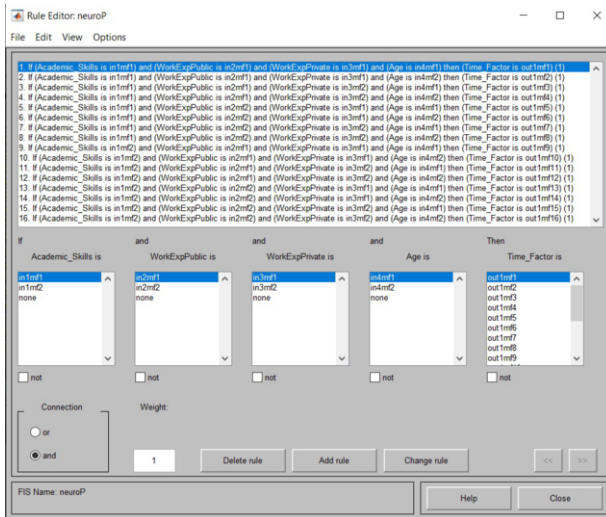 Rule Editor: neuroP
File Edit View Options
1. If (Academic_Skills is in1mf1) and (WorkExpPublic is in2mf1) and (WorkExpPrivate is in3mf1) and (Age is in4mf1) then (Time_Factor is out1mf1) (1)
2. If (Academic_Skills is in1mf1) and (WorkExpPublic is in2mf1) and (WorkExpPrivate is in3mf1) and (Age is in4mf2) then (Time_Factor is out1mf2) (1)
3. If (Academic_Skills is in1mf1) and (WorkExpPublic is in2mf1) and (WorkExpPrivate is in3mf2) and (Age is in4mf1) then (Time_Factor is out1mf3) (1)
4. If (Academic_Skills is in1mf1) and (WorkExpPublic is in2mf1) and (WorkExpPrivate is in3mf2) and (Age is in4mf2) then (Time_Factor is out1mf4) (1)
5. If (Academic_Skills is in1mf1) and (WorkExpPublic is in2mf2) and (WorkExpPrivate is in3mf1) and (Age is in4mf1) then (Time_Factor is out1mf5) (1)
6. If (Academic_Skills is in1mf1) and (WorkExpPublic is in2mf2) and (WorkExpPrivate is in3mf1) and (Age is in4mf2) then (Time_Factor is out1mf6) (1)
7. If (Academic_Skills is in1mf1) and (WorkExpPublic is in2mf2) and (WorkExpPrivate is in3mf2) and (Age is in4mf1) then (Time_Factor is out1mf7) (1)
8. If (Academic_Skills is in1mf1) and (WorkExpPublic is in2mf2) and (WorkExpPrivate is in3mf2) and (Age is in4mf2) then (Time_Factor is out1mf8) (1)
9. If (Academic_Skills is in1mf2) and (WorkExpPublic is in2mf1) and (WorkExpPrivate is in3mf1) and (Age is in4mf1) then (Time_Factor is out1mf9) (1)
10. If (Academic_Skills is in1mf2) and (WorkExpPublic is in2mf1) and (WorkExpPrivate is in3mf1) and (Age is in4mf2) then (Time_Factor is out1mf10) (1)
11. If (Academic_Skills is in1mf2) and (WorkExpPublic is in2mf1) and (WorkExpPrivate is in3mf2) and (Age is in4mf1) then (Time_Factor is out1mf11) (1)
12. If (Academic_Skills is in1mf2) and (WorkExpPublic is in2mf1) and (WorkExpPrivate is in3mf2) and (Age is in4mf2) then (Time_Factor is out1mf12) (1)
13. If (Academic_Skills is in1mf2) and (WorkExpPublic is in2mf2) and (WorkExpPrivate is in3mf1) and (Age is in4mf1) then (Time_Factor is out1mf13) (1)
14. If (Academic_Skills is in1mf2) and (WorkExpPublic is in2mf2) and (WorkExpPrivate is in3mf1) and (Age is in4mf2) then (Time_Factor is out1mf14) (1)
15. If (Academic_Skills is in1mf2) and (WorkExpPublic is in2mf2) and (WorkExpPrivate is in3mf2) and (Age is in4mf1) then (Time_Factor is out1mf15) (1)
16. If (Academic_Skills is in1mf2) and (WorkExpPublic is in2mf2) and (WorkExpPrivate is in3mf2) and (Age is in4mf2) then (Time_Factor is out1mf16) (1)
If and and and Then
Academic_Skills is WorkExpPublic is WorkExpPrivate is Age is Time_Factor is
in1mf1 in2mf1 in3mf1 in4mf1 out1mf1
in1mf2 in2mf2 in3mf2 in4mf2 out1mf2
none none none none out1mf3
out1mf4
out1mf5
out1mf6
out1mf7
out1mf8
out1mf9
not not not not not
Connection Weight:
or
and 1 Delete rule Add rule Change rule << >>
FIS Name: neuroP Help Close